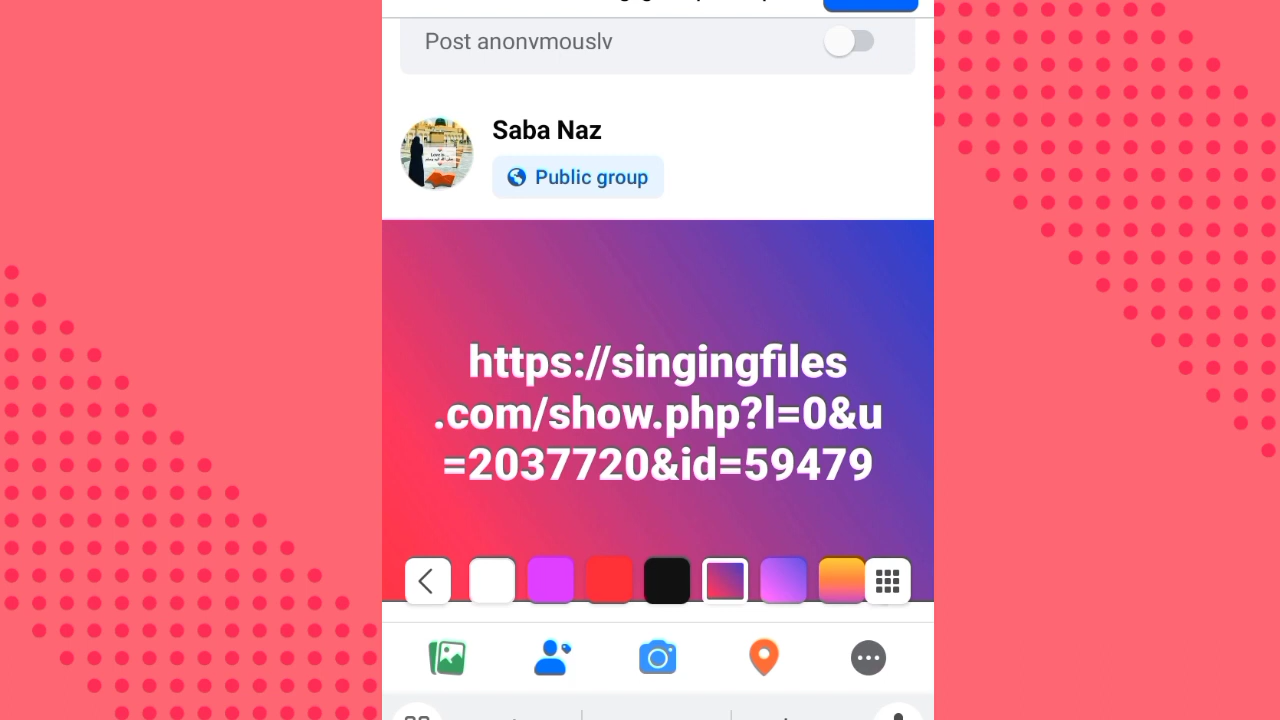 Post anonymously
Saba Naz
Public group
https://singingfiles
.com/show.php?l=0&u
=2037720&id=59479